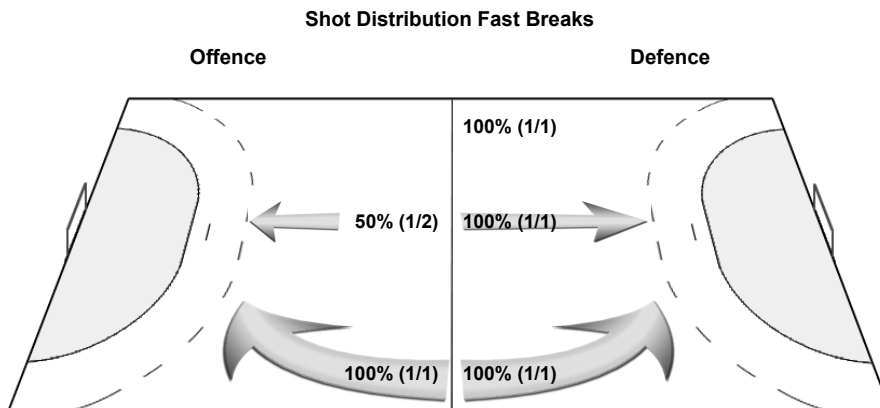 Shot Distribution Fast Breaks
Offence Defence
100% (1/1)
50% (1/2) 100% (1/1)
100% (1/1) 100% (1/1)